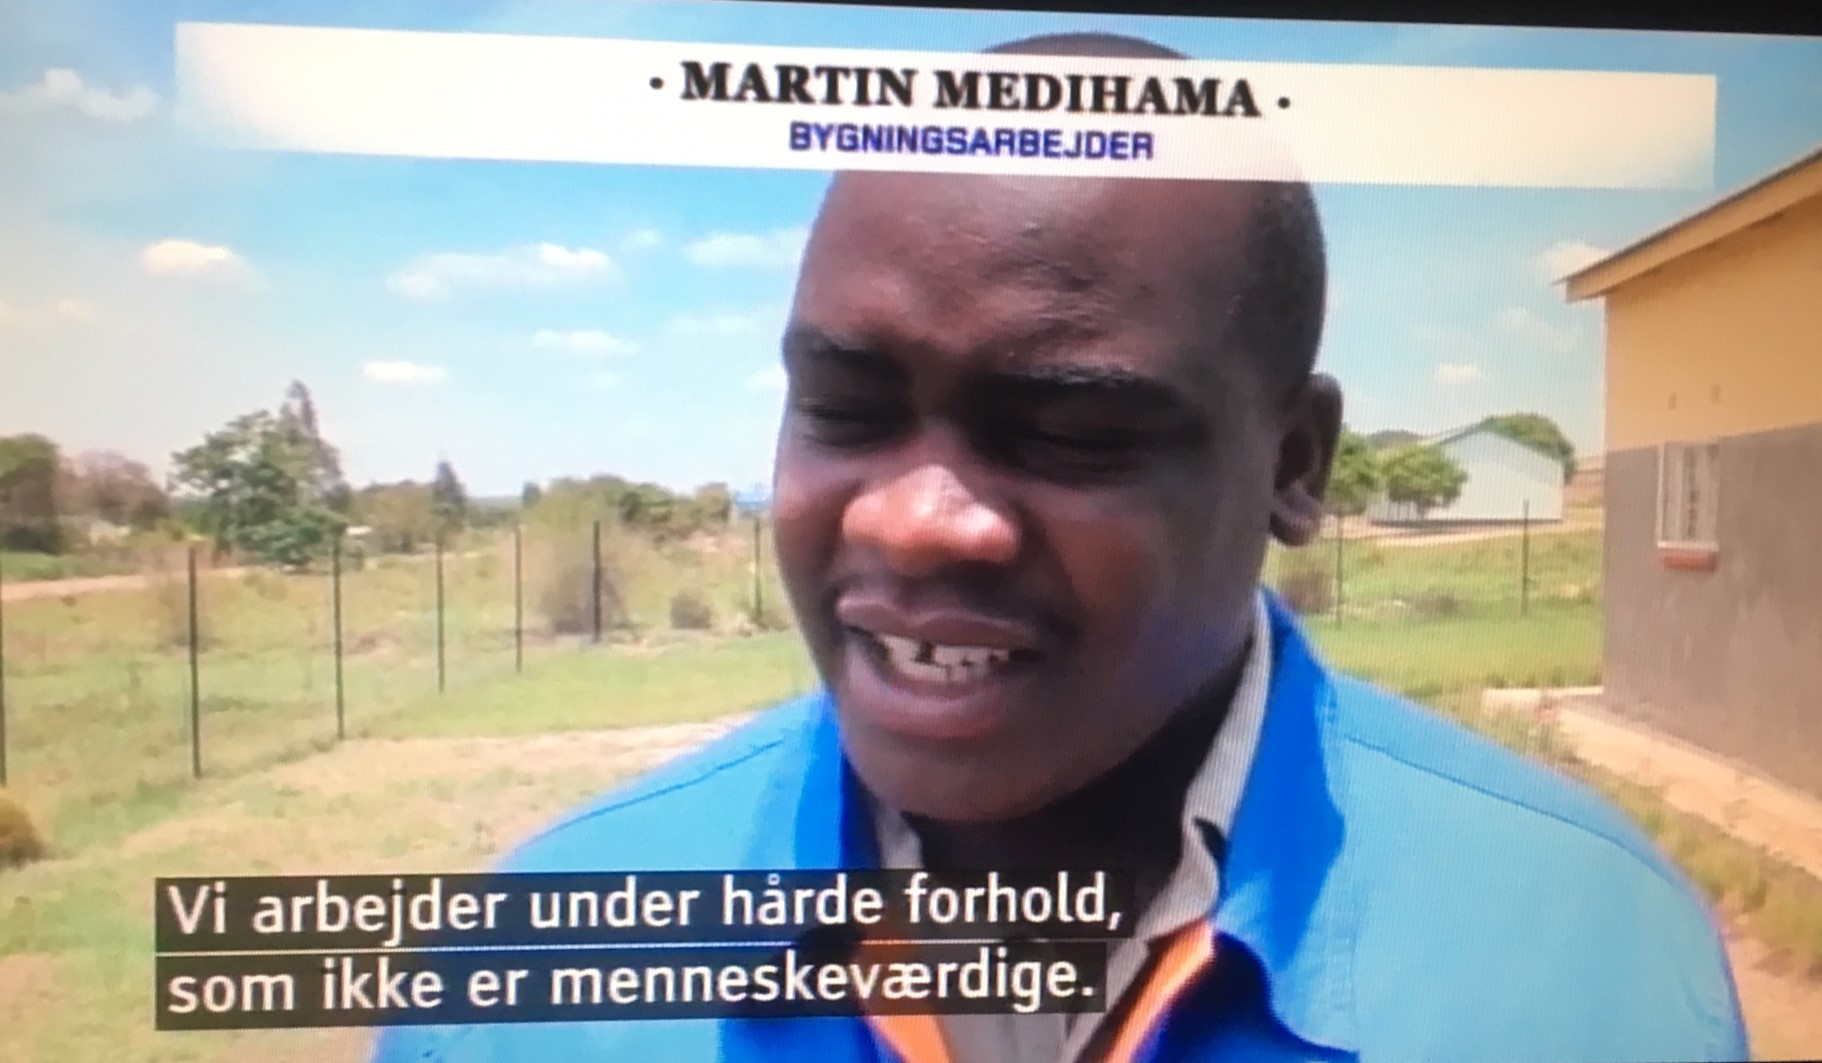 · MARTIN MEDIHAMA ·
BYGNINGSARBEJDER
Vi arbejder under hårde forhold,
som ikke er menneskeværdige.